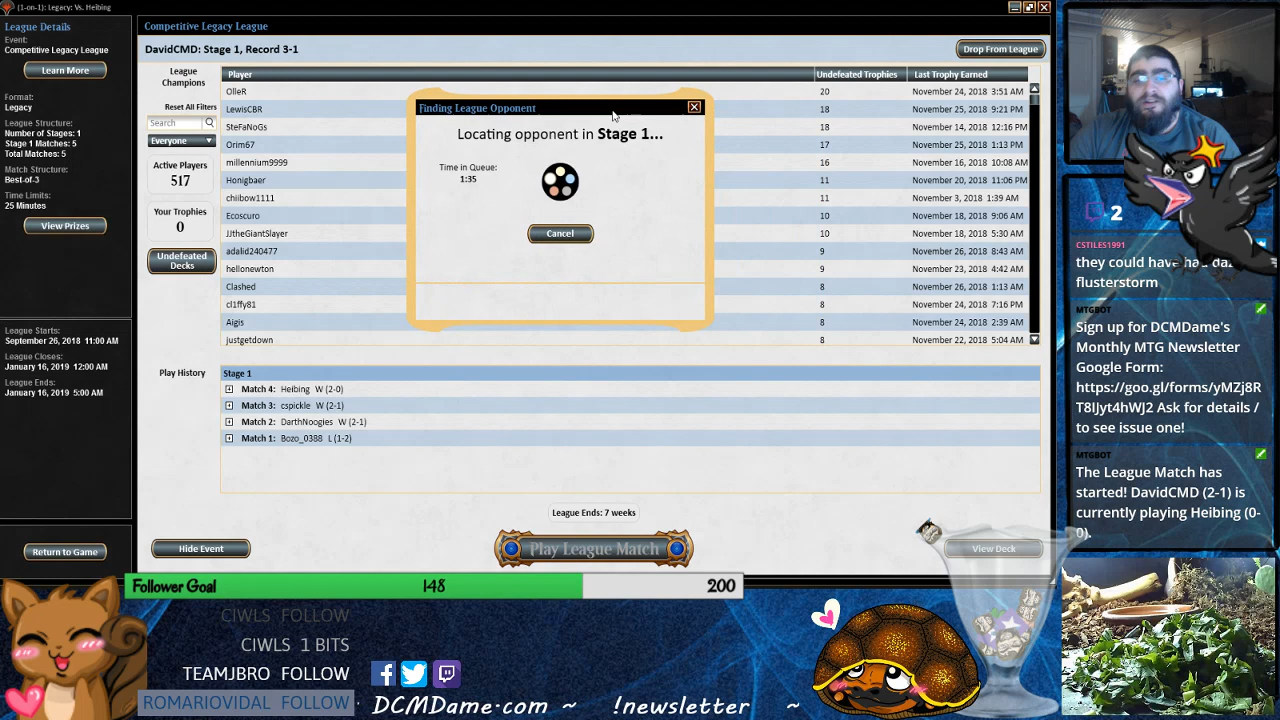 (1-on-1): Legacy: Vs. Heibing
League Details
Event:
Competitive Legacy League
Learn More
Format:
Legacy
League Structure:
Number of Stages: 1
Stage 1 Matches: 5
Total Matches: 5
Match Structure:
Best-of-3
Time Limits:
25 Minutes
View Prizes
League Starts:
September 26, 2018 11:00 AM
League Closes:
January 16, 2019 12:00 AM
League Ends:
January 16, 2019 5:00 AM
Return to Game
Competitive Legacy League
DavidCMD: Stage 1, Record 3-1
Drop From League
League
Champions
Reset All Filters
Search
Everyone
Active Players
517
Your Trophies
0
Undefeated
Decks
Player Undefeated Trophies Last Trophy Earned
OlleR 20 November 24, 2018 3:51 AM
LewisCBR 18 November 25, 2018 9:21 PM
SteFaNoGs 18 November 14, 2018 12:16 PM
Orim67 17 November 25, 2018 1:13 PM
millennium9999 16 November 16, 2018 10:08 AM
Honigbaer 11 November 20, 2018 11:06 PM
chiibow1111 11 November 3, 2018 1:39 AM
Ecoscuro 10 November 18, 2018 9:06 AM
JJtheGiantSlayer 10 November 18, 2018 5:30 AM
adalid240477 9 November 26, 2018 8:43 AM
hellonewton 9 November 23, 2018 4:42 AM
Clashed 8 November 26, 2018 1:13 AM
cl1ffy81 8 November 24, 2018 7:16 PM
Aigis 8 November 24, 2018 2:39 AM
justgetdown 8 November 22, 2018 5:04 AM
Finding League Opponent
Locating opponent in Stage 1...
Time in Queue:
1:35
Cancel
Play History
Stage 1
Match 4: Heibing W (2-0)
Match 3: cspickle W (2-1)
Match 2: DarthNoogies W (2-1)
Match 1: Bozo_0388 L (1-2)
League Ends: 7 weeks
Hide Event
Play League Match
View Deck
2
CSTILES1991
they could have had
flusterstorm
MTGBOT
Sign up for DCMDame's
Monthly MTG Newsletter
Google Form:
https://goo.gl/forms/yMZj8R
T8IJyt4hWJ2 Ask for details /
to see issue one!
MTGBOT
The League Match has
started! DavidCMD (2-1) is
currently playing Heibing (0-
0).
Follower Goal 148 200
CIWLS FOLLOW
CIWLS 1 BITS
TEAMJBRO FOLLOW
ROMARIOVIDAL FOLLOW
DCMDame.com ~ !newsletter ~